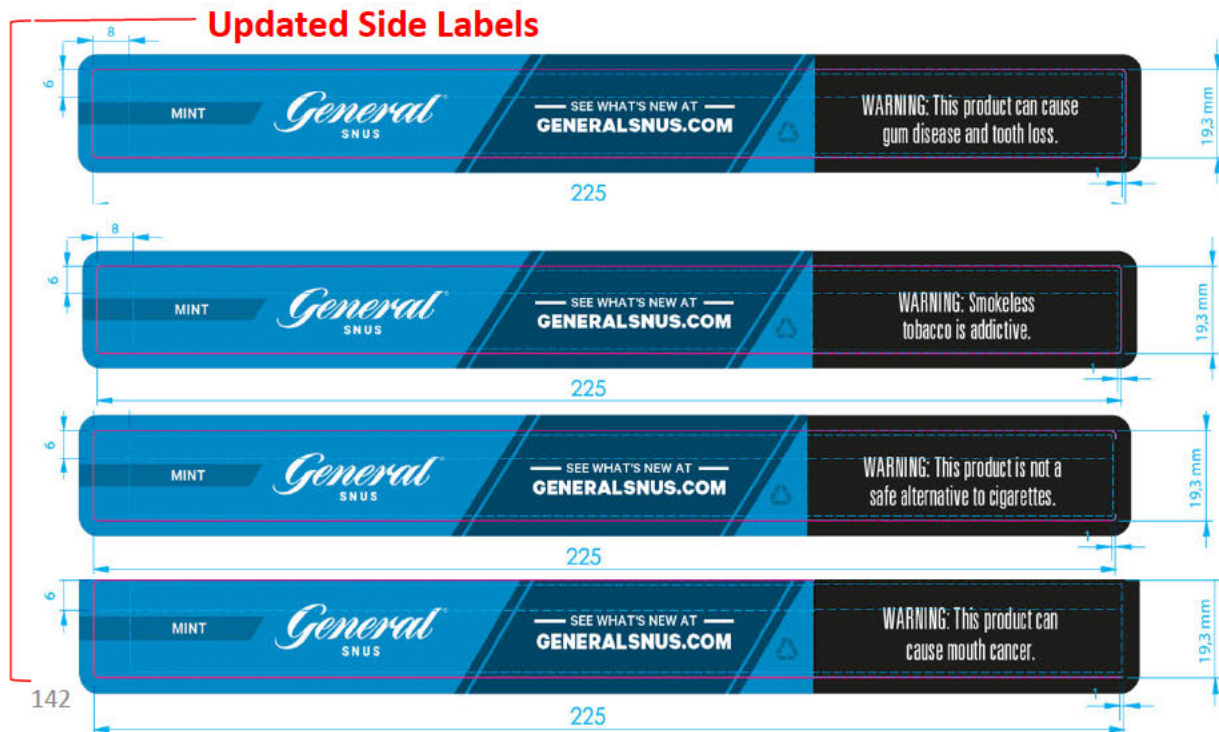 Updated Side Labels
8
6
MINT
General
SNUS
SEE WHAT'S NEW AT
GENERALSNUS.COM
WARNING: This product can cause
gum disease and tooth loss.
19,3 mm
1
225
8
6
MINT
General
SNUS
SEE WHAT'S NEW AT
GENERALSNUS.COM
WARNING: Smokeless
tobacco is addictive.
19,3 mm
1
225
6
MINT
General
SNUS
SEE WHAT'S NEW AT
GENERALSNUS.COM
WARNING: This product is not a
safe alternative to cigarettes.
19,3 mm
1
225
6
MINT
General
SNUS
SEE WHAT'S NEW AT
GENERALSNUS.COM
WARNING: This product can
cause mouth cancer.
19,3 mm
1
142
225